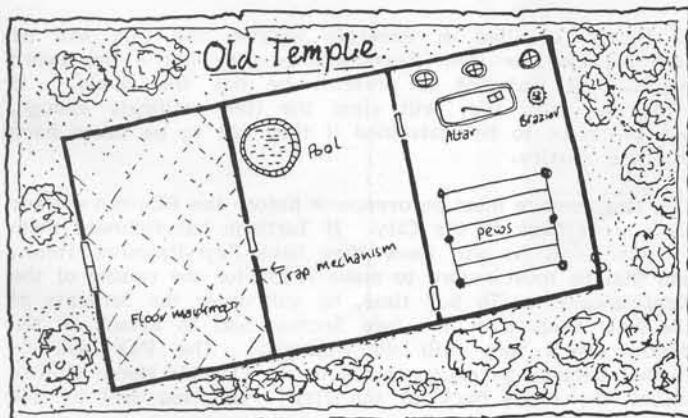 Old Temple
Pool
Altar
Brazier
pews
Trap mechanism
Floor markings